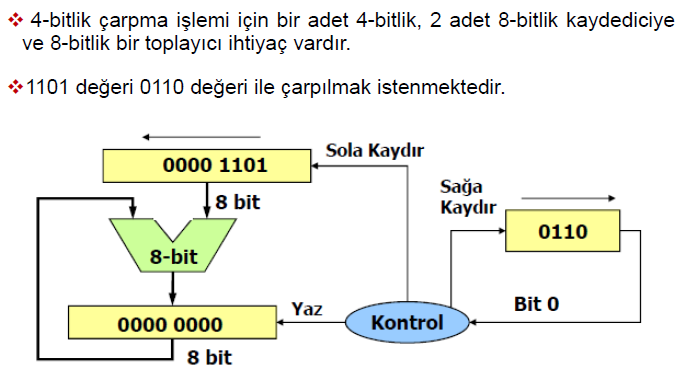 ❖ 4-bitlik çarpma işlemi için bir adet 4-bitlik, 2 adet 8-bitlik kaydediciye
ve 8-bitlik bir toplayıcı ihtiyaç vardır.
❖1101 değeri 0110 değeri ile çarpılmak istenmektedir.
0000 1101
Sola Kaydır
8 bit
Sağa
Kaydır
0110
8-bit
Yaz
Bit 0
0000 0000
Kontrol
8 bit